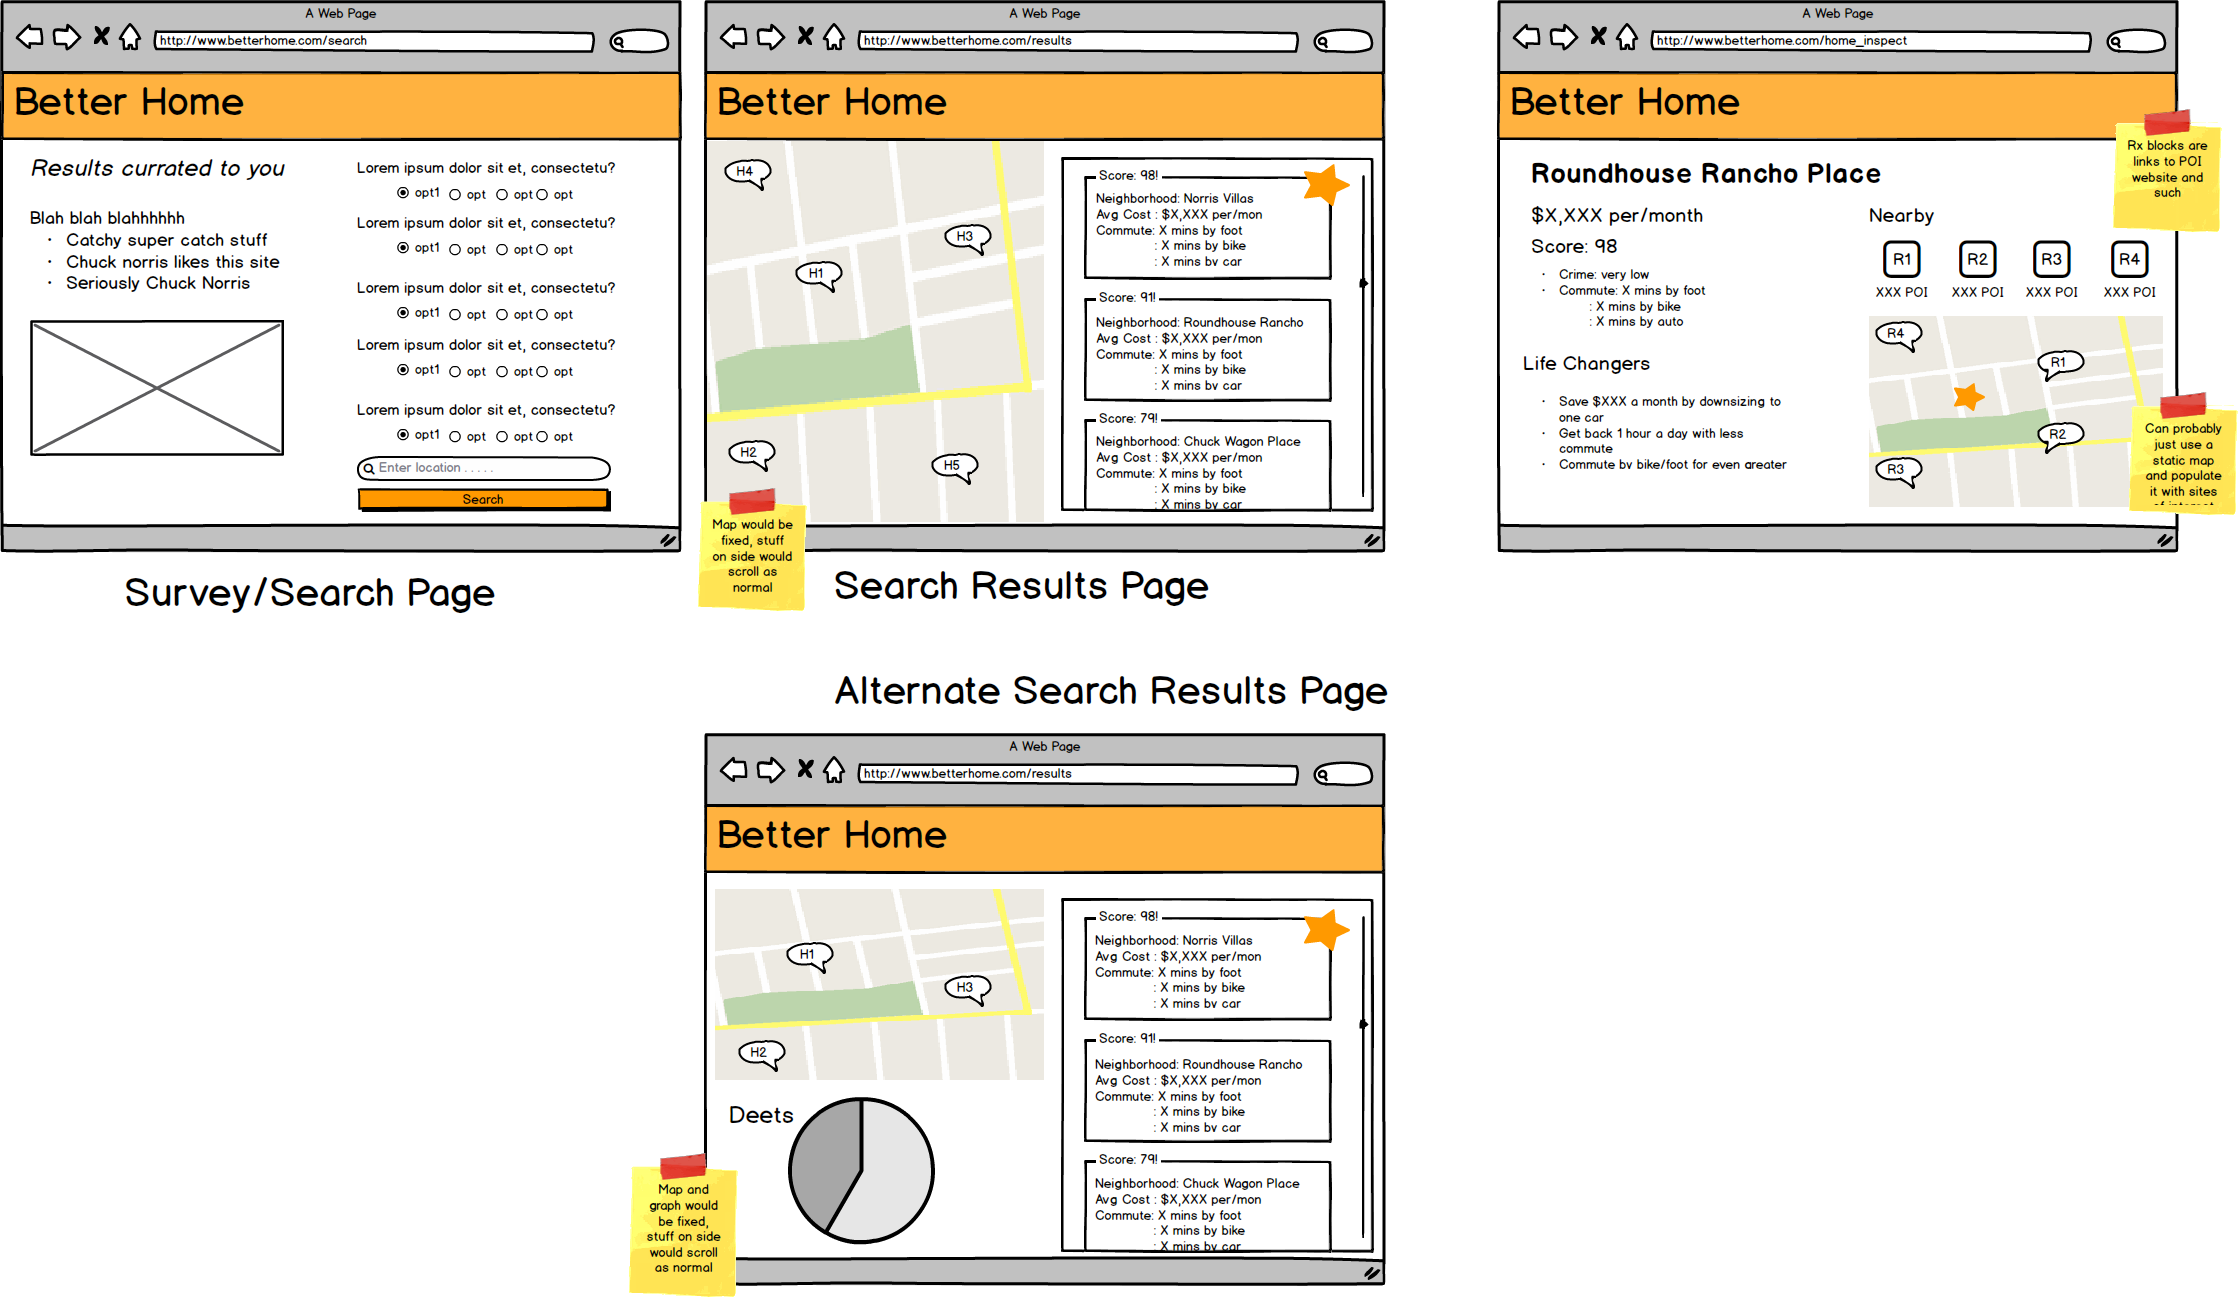 A Web Page
http://www.betterhome.com/search
Better Home
Results currated to you
Blah blah blahhhhhh
· Catchy super catch stuff
· Chuck norris likes this site
· Seriously Chuck Norris
Lorem ipsum dolor sit et, consectetu?
opt1 opt opt opt
Lorem ipsum dolor sit et, consectetu?
opt1 opt opt opt
Lorem ipsum dolor sit et, consectetu?
opt1 opt opt opt
Lorem ipsum dolor sit et, consectetu?
opt1 opt opt opt
Lorem ipsum dolor sit et, consectetu?
opt1 opt opt opt
Enter location . . . . .
Search
Survey/Search Page
A Web Page
http://www.betterhome.com/results
Better Home
H4
H3
H1
H2
H5
Score: 98!
Neighborhood: Norris Villas
Avg Cost : $X,XXX per/mon
Commute: X mins by foot
: X mins by bike
: X mins by car
Score: 91!
Neighborhood: Roundhouse Rancho
Avg Cost : $X,XXX per/mon
Commute: X mins by foot
: X mins by bike
: X mins by car
Score: 79!
Neighborhood: Chuck Wagon Place
Avg Cost : $X,XXX per/mon
Commute: X mins by foot
: X mins by bike
: X mins by car
Map would be
fixed, stuff
on side would
scroll as
normal
Search Results Page
A Web Page
http://www.betterhome.com/home_inspect
Better Home
Rx blocks are
links to POI
website and
such
Roundhouse Rancho Place
$X,XXX per/month
Score: 98
· Crime: very low
· Commute: X mins by foot
: X mins by bike
: X mins by auto
Life Changers
· Save $XXX a month by downsizing to
one car
· Get back 1 hour a day with less
commute
· Commute by bike/foot for even greater
Nearby
R1 R2 R3 R4
XXX POI XXX POI XXX POI XXX POI
R4
R1
R2
R3
Can probably
just use a
static map
and populate
it with sites
of interest
Alternate Search Results Page
A Web Page
http://www.betterhome.com/results
Better Home
H1
H3
H2
Deets
Score: 98!
Neighborhood: Norris Villas
Avg Cost : $X,XXX per/mon
Commute: X mins by foot
: X mins by bike
: X mins by car
Score: 91!
Neighborhood: Roundhouse Rancho
Avg Cost : $X,XXX per/mon
Commute: X mins by foot
: X mins by bike
: X mins by car
Score: 79!
Neighborhood: Chuck Wagon Place
Avg Cost : $X,XXX per/mon
Commute: X mins by foot
: X mins by bike
: X mins by car
Map and
graph would
be fixed,
stuff on side
would scroll
as normal